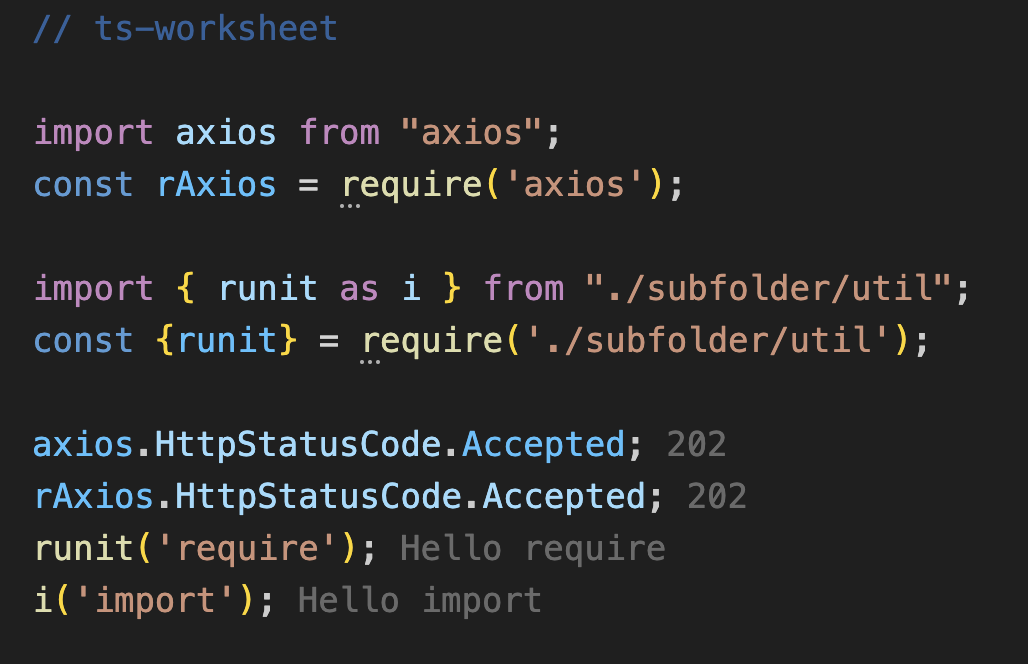 // ts-worksheet
import axios from "axios";
const rAxios = require('axios');
import { runit as i } from "./subfolder/util";
const {runit} = require('./subfolder/util');
axios.HttpStatusCode.Accepted; 202
rAxios.HttpStatusCode.Accepted; 202
runit('require'); Hello require
i('import'); Hello import